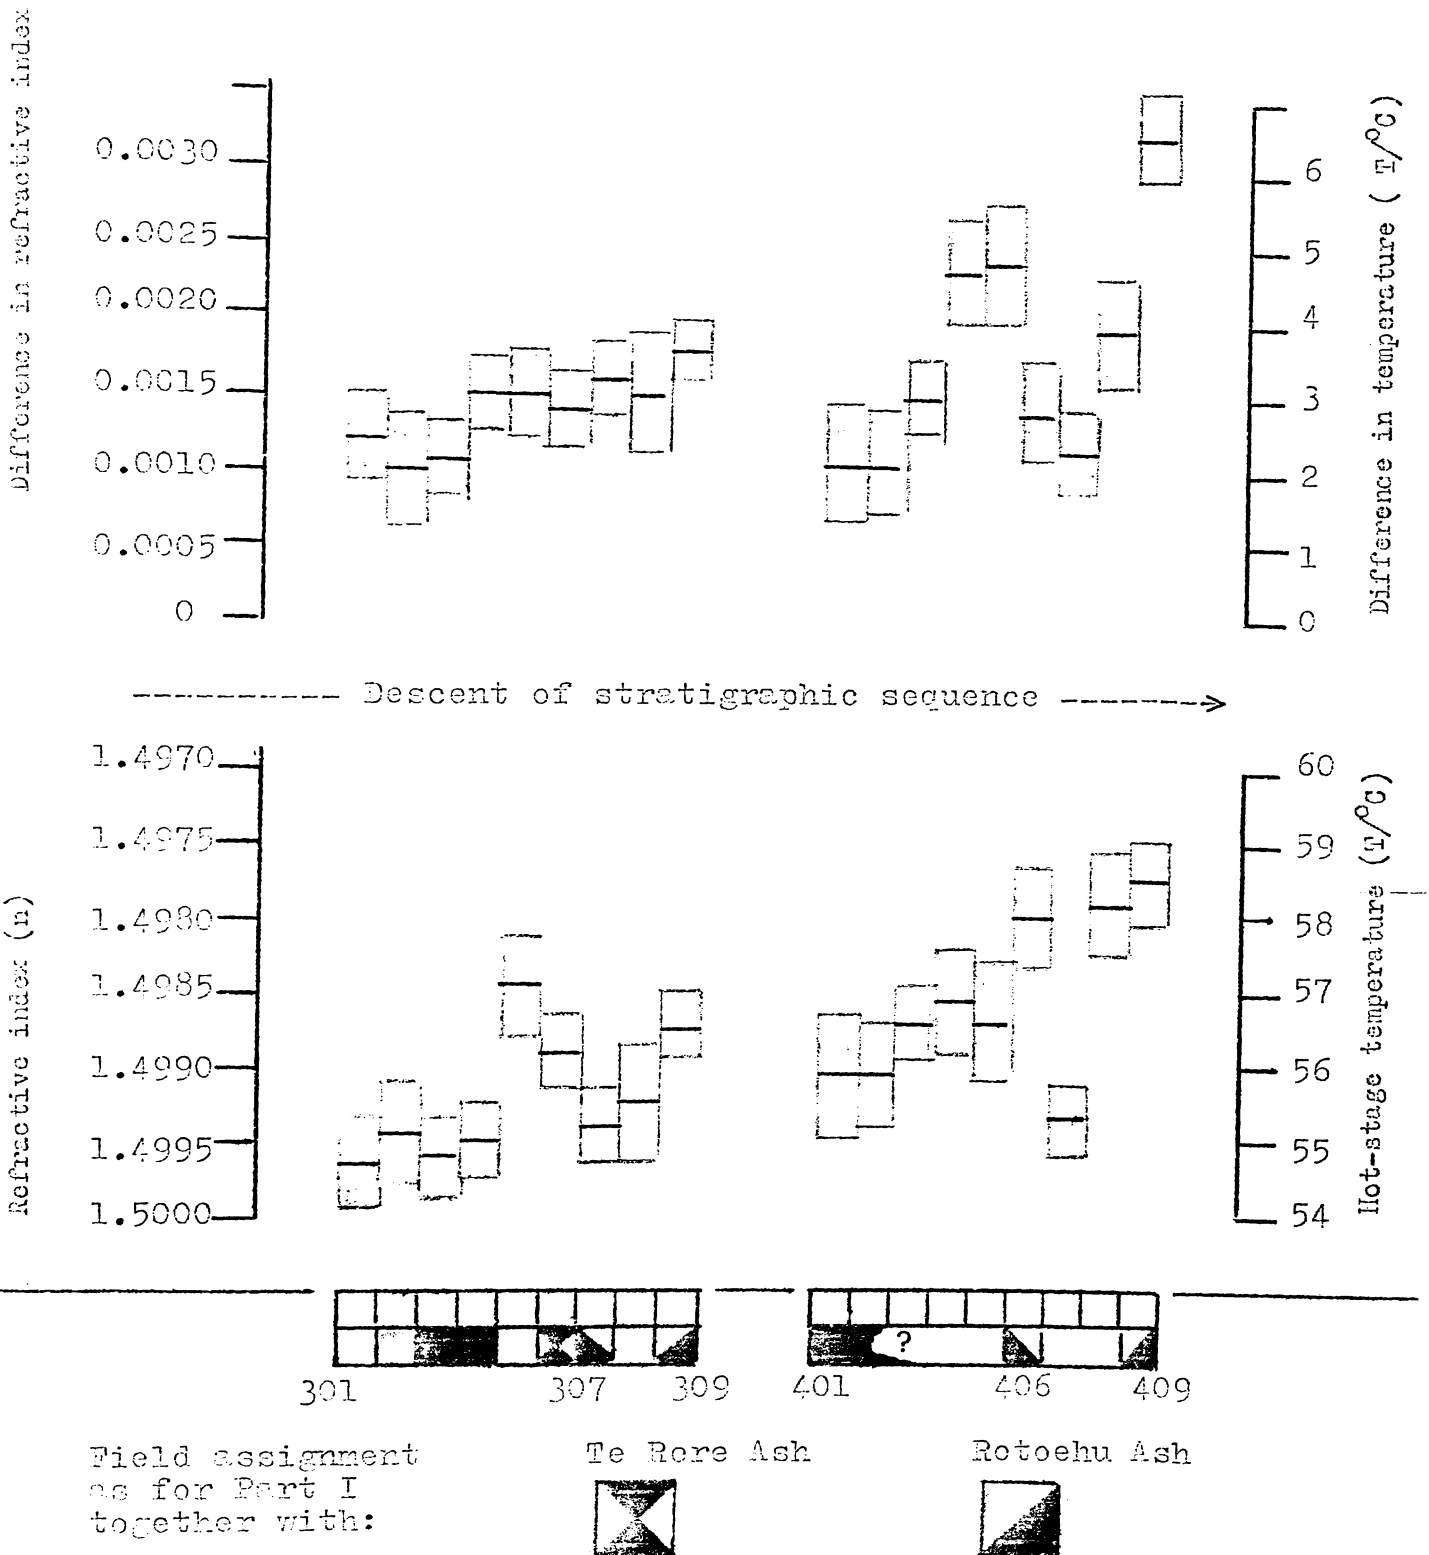 Difference in refractive index
0.0030
0.0025
0.0020
0.0015
0.0010
0.0005
0
6
5
4
3
2
1
0
Difference in temperature ( T/°C)
---------- Descent of stratigraphic sequence ------->
Refractive index (n)
1.4970
1.4975
1.4980
1.4985
1.4990
1.4995
1.5000
60
59
58
57
56
55
54
Hot-stage temperature (T/°C)
?
301 307 309 401 406 409
Field assignment
as for Part I
together with:
Te Rore Ash
Rotoehu Ash